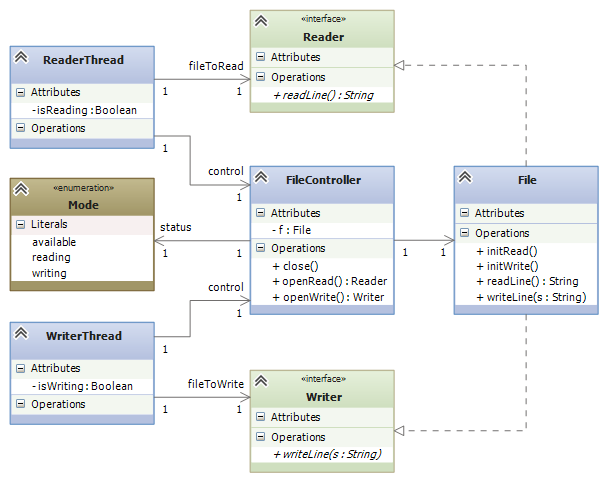 «interface»
Reader
Attributes
Operations
+ readLine() : String
ReaderThread
Attributes
-isReading : Boolean
Operations
fileToRead
1
1
1
control
1
«enumeration»
Mode
Literals
available
reading
writing
status
1
1
FileController
Attributes
- f : File
Operations
+ close()
+ openRead() : Reader
+ openWrite() : Writer
1
1
File
Attributes
Operations
+ initRead()
+ initWrite()
+ readLine() : String
+ writeLine(s : String)
control
1
1
WriterThread
Attributes
-isWriting : Boolean
Operations
fileToWrite
1
1
«interface»
Writer
Attributes
Operations
+ writeLine(s : String)